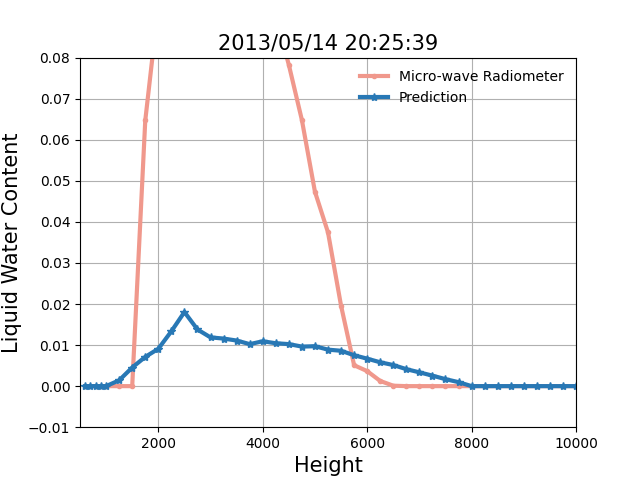 2013/05/14 20:25:39
0.08
0.07
0.06
0.05
0.04
0.03
0.02
0.01
0.00
−0.01
Liquid Water Content
Micro-wave Radiometer
Prediction
2000 4000 6000 8000 10000
Height